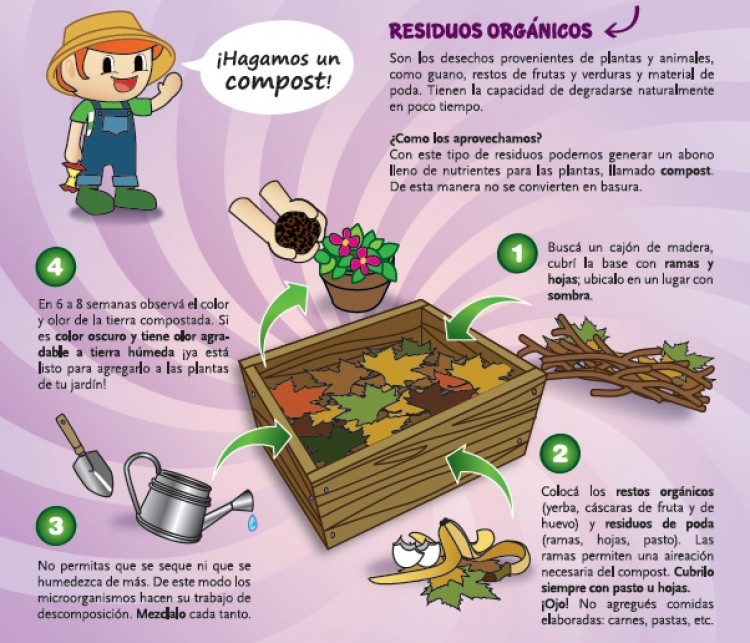 ¡Hagamos un
compost!
RESIDUOS ORGÁNICOS
Son los desechos provenientes de plantas y animales,
como guano, restos de frutas y verduras y material de
poda. Tienen la capacidad de degradarse naturalmente
en poco tiempo.
¿Como los aprovechamos?
Con este tipo de residuos podemos generar un abono
lleno de nutrientes para las plantas, llamado compost.
De esta manera no se convierten en basura.
1
Buscá un cajón de madera,
cubrí la base con ramas y
hojas; ubicalo en un lugar con
sombra.
2
Colocá los restos orgánicos
(yerba, cáscaras de fruta y de
huevo) y residuos de poda
(ramas, hojas, pasto). Las
ramas permiten una aireación
necesaria del compost. Cubrilo
siempre con pasto u hojas.
¡Ojo! No agregués comidas
elaboradas: carnes, pastas, etc.
3
No permitas que se seque ni que se
humedezca de más. De este modo los
microorganismos hacen su trabajo de
descomposición. Mezclalo cada tanto.
4
En 6 a 8 semanas observá el color
y olor de la tierra compostada. Si
es color oscuro y tiene olor agra-
dable a tierra húmeda ¡ya está
listo para agregarlo a las plantas
de tu jardín!